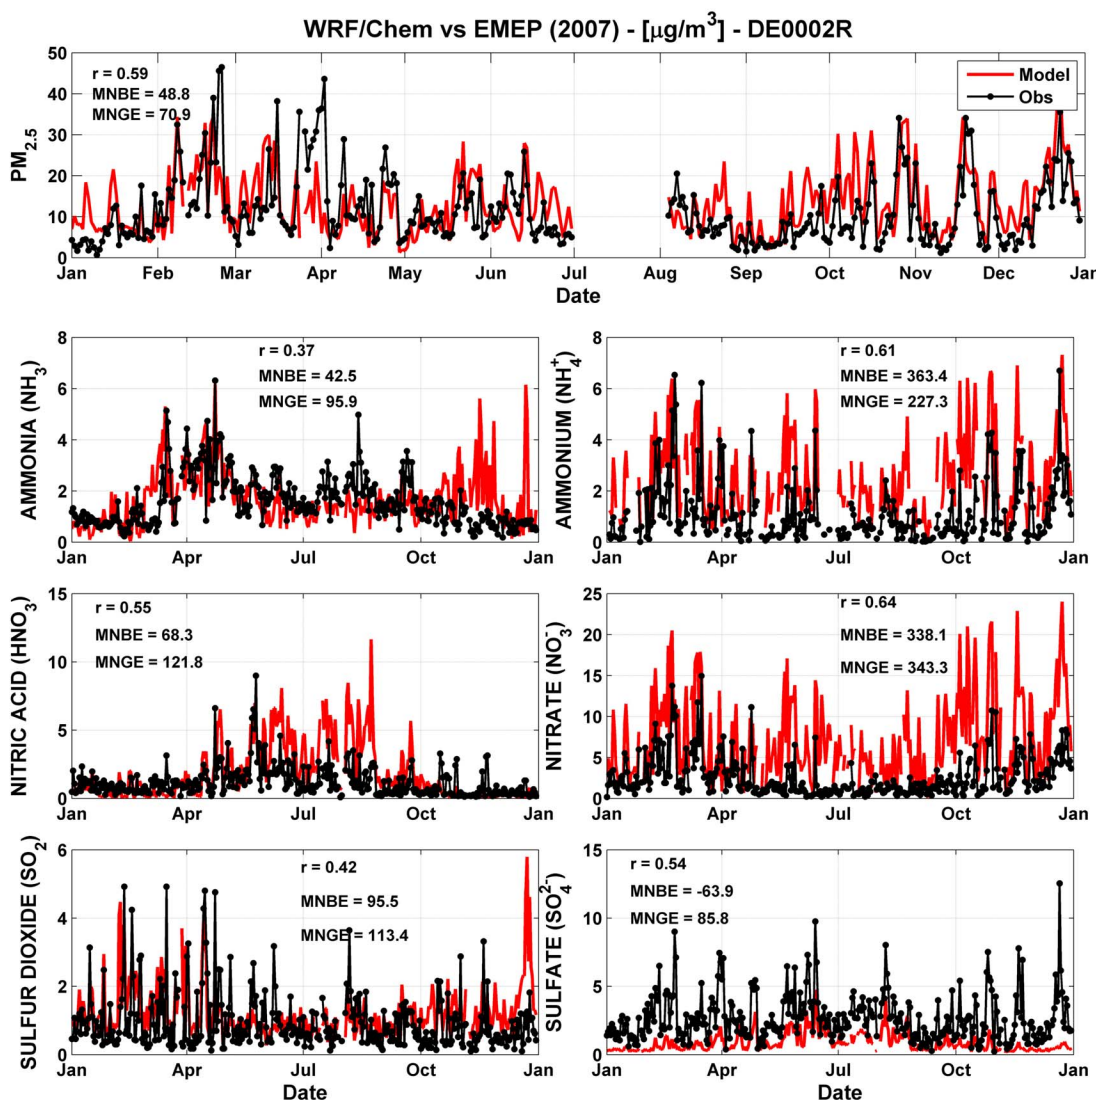 WRF/Chem vs EMEP (2007) - [μg/m³] - DE0002R
PM₂.₅
50
40
30
20
10
0
r = 0.59
MNBE = 48.8
MNGE = 70.9
Model
Obs
Jan Feb Mar Apr May Jun Jul Aug Sep Oct Nov Dec Jan
Date
AMMONIA (NH₃)
8
6
4
2
0
r = 0.37
MNBE = 42.5
MNGE = 95.9
Jan Apr Jul Oct Jan
AMMONIUM (NH₄⁺)
8
6
4
2
0
r = 0.61
MNBE = 363.4
MNGE = 227.3
Jan Apr Jul Oct Jan
NITRIC ACID (HNO₃)
15
10
5
0
r = 0.55
MNBE = 68.3
MNGE = 121.8
Jan Apr Jul Oct Jan
NITRATE (NO₃⁻)
25
20
15
10
5
0
r = 0.64
MNBE = 338.1
MNGE = 343.3
Jan Apr Jul Oct Jan
SULFUR DIOXIDE (SO₂)
6
4
2
0
r = 0.42
MNBE = 95.5
MNGE = 113.4
Jan Apr Jul Oct Jan
Date
SULFATE (SO₄²⁻)
15
10
5
0
r = 0.54
MNBE = -63.9
MNGE = 85.8
Jan Apr Jul Oct Jan
Date